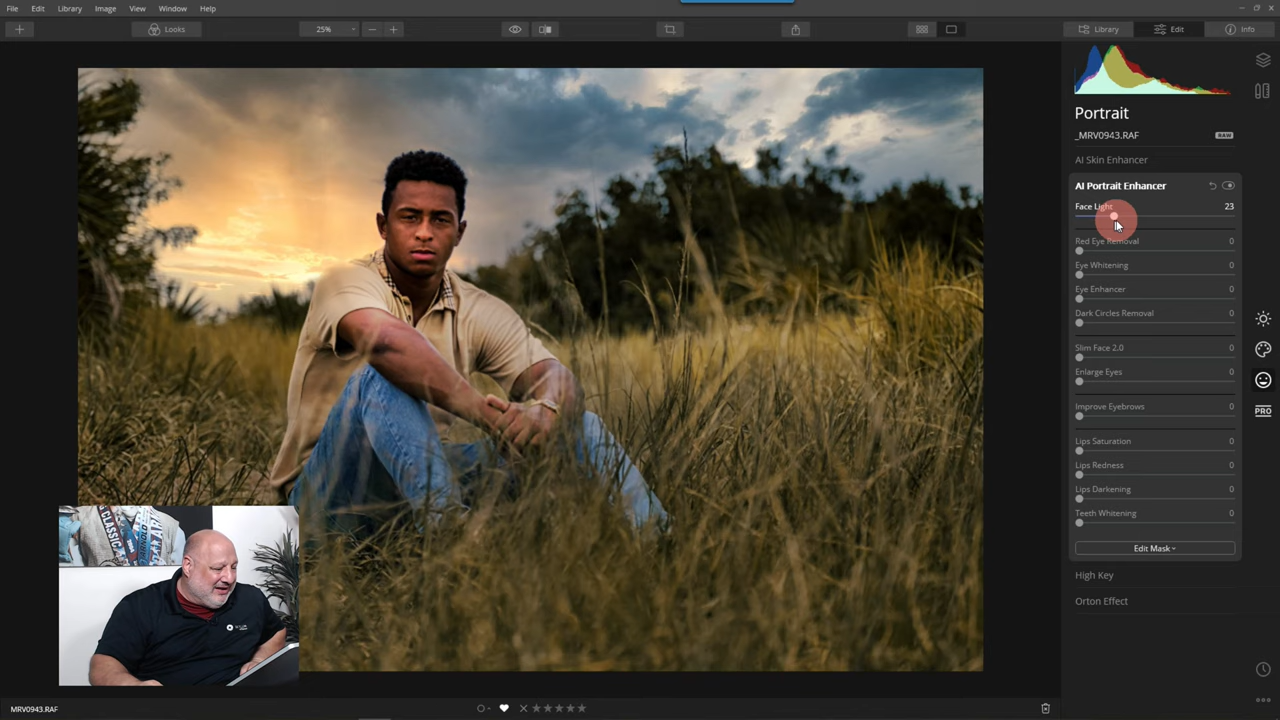 File Edit Library Image View Window Help
Looks 25% Library Edit Info
Portrait
_MRV0943.RAF RAW
AI Skin Enhancer
AI Portrait Enhancer
Face Light 23
Red Eye Removal 0
Eye Whitening 0
Eye Enhancer 0
Dark Circles Removal 0
Slim Face 2.0 0
Enlarge Eyes 0
Improve Eyebrows 0
Lips Saturation 0
Lips Redness 0
Lips Darkening 0
Teeth Whitening 0
Edit Mask
High Key
Orton Effect
PRO
CLASSIC
ARNOLD
MRV0943.RAF